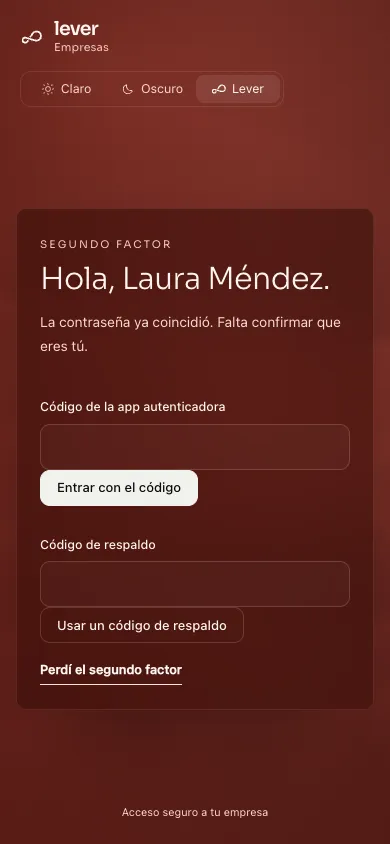 lever
Empresas
Claro
Oscuro
Lever
SEGUNDO FACTOR
Hola, Laura Méndez.
La contraseña ya coincidió. Falta confirmar que
eres tú.
Código de la app autenticadora
Entrar con el código
Código de respaldo
Usar un código de respaldo
Perdí el segundo factor
Acceso seguro a tu empresa